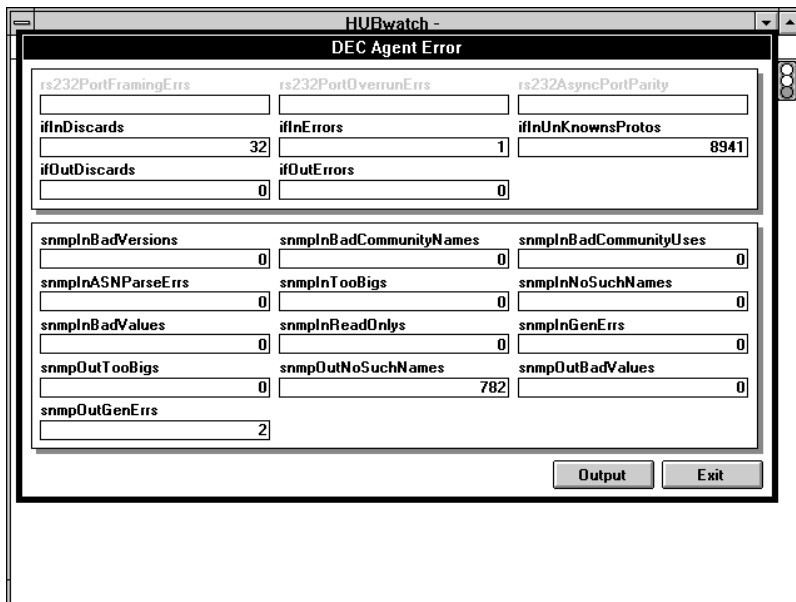 HUBwatch -
DEC Agent Error
rs232PortFramingErrs rs232PortOverrunErrs rs232AsyncPortParity
ifInDiscards ifInErrors ifInUnKnownsProtos
32 1 8941
ifOutDiscards ifOutErrors
0 0
snmpInBadVersions snmpInBadCommunityNames snmpInBadCommunityUses
0 0 0
snmpInASNParseErrs snmpInTooBigs snmpInNoSuchNames
0 0 0
snmpInBadValues snmpInReadOnlys snmpInGenErrs
0 0 0
snmpOutTooBigs snmpOutNoSuchNames snmpOutBadValues
0 782 0
snmpOutGenErrs
2
Output Exit